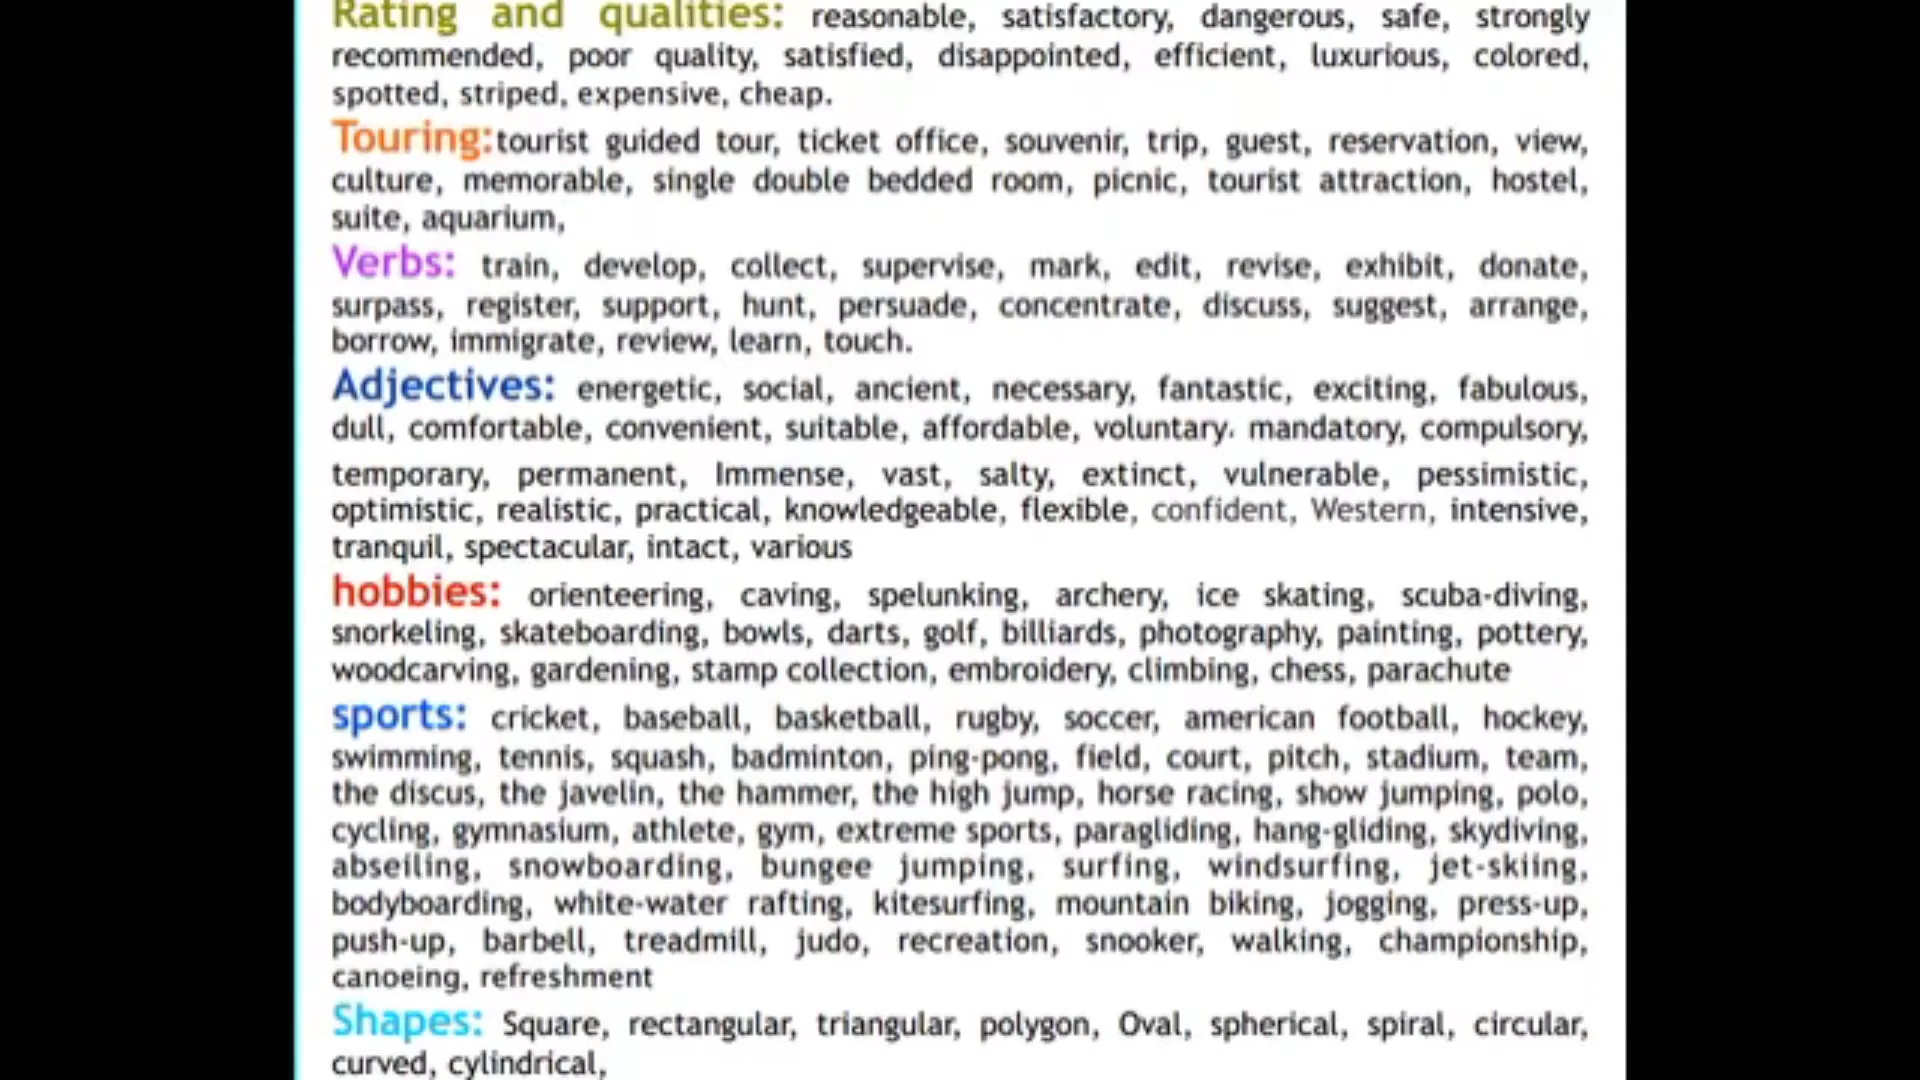 Rating and qualities: reasonable, satisfactory, dangerous, safe, strongly
recommended, poor quality, satisfied, disappointed, efficient, luxurious, colored,
spotted, striped, expensive, cheap.
Touring:tourist guided tour, ticket office, souvenir, trip, guest, reservation, view,
culture, memorable, single double bedded room, picnic, tourist attraction, hostel,
suite, aquarium,
Verbs: train, develop, collect, supervise, mark, edit, revise, exhibit, donate,
surpass, register, support, hunt, persuade, concentrate, discuss, suggest, arrange,
borrow, immigrate, review, learn, touch.
Adjectives: energetic, social, ancient, necessary, fantastic, exciting, fabulous,
dull, comfortable, convenient, suitable, affordable, voluntary. mandatory, compulsory,
temporary, permanent, Immense, vast, salty, extinct, vulnerable, pessimistic,
optimistic, realistic, practical, knowledgeable, flexible, confident, Western, intensive,
tranquil, spectacular, intact, various
hobbies: orienteering, caving, spelunking, archery, ice skating, scuba-diving,
snorkeling, skateboarding, bowls, darts, golf, billiards, photography, painting, pottery,
woodcarving, gardening, stamp collection, embroidery, climbing, chess, parachute
sports: cricket, baseball, basketball, rugby, soccer, american football, hockey,
swimming, tennis, squash, badminton, ping-pong, field, court, pitch, stadium, team,
the discus, the javelin, the hammer, the high jump, horse racing, show jumping, polo,
cycling, gymnasium, athlete, gym, extreme sports, paragliding, hang-gliding, skydiving,
abseiling, snowboarding, bungee jumping, surfing, windsurfing, jet-skiing,
bodyboarding, white-water rafting, kitesurfing, mountain biking, jogging, press-up,
push-up, barbell, treadmill, judo, recreation, snooker, walking, championship,
canoeing, refreshment
Shapes: Square, rectangular, triangular, polygon, Oval, spherical, spiral, circular,
curved, cylindrical,